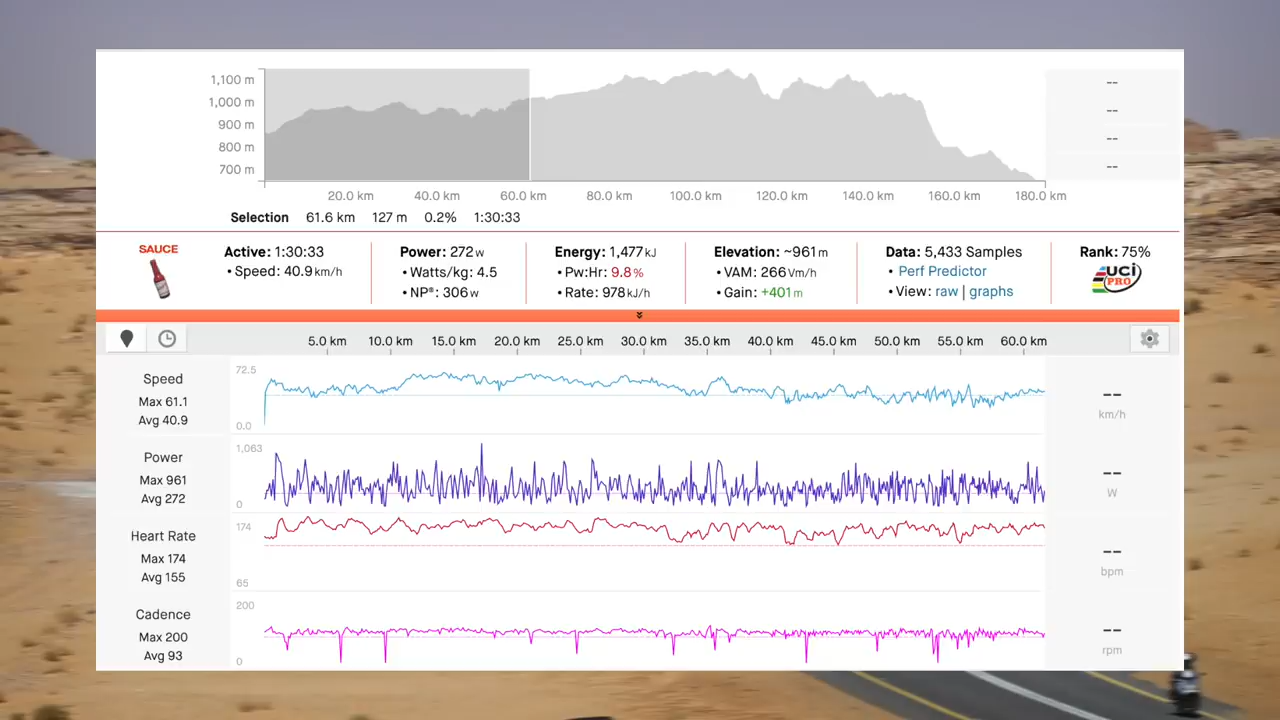 1,100 m
1,000 m
900 m
800 m
700 m
--
--
--
--
20.0 km 40.0 km 60.0 km 80.0 km 100.0 km 120.0 km 140.0 km 160.0 km 180.0 km
Selection 61.6 km 127 m 0.2% 1:30:33
SAUCE
Active: 1:30:33
• Speed: 40.9 km/h
Power: 272 w
• Watts/kg: 4.5
• NP®: 306 w
Energy: 1,477 kJ
• Pw:Hr: 9.8 %
• Rate: 978 kJ/h
Elevation: ~961 m
• VAM: 266 Vm/h
• Gain: +401 m
Data: 5,433 Samples
• Perf Predictor
• View: raw | graphs
Rank: 75%
UCI
PRO
5.0 km 10.0 km 15.0 km 20.0 km 25.0 km 30.0 km 35.0 km 40.0 km 45.0 km 50.0 km 55.0 km 60.0 km
Speed
Max 61.1
Avg 40.9
72.5
0.0
--
km/h
Power
Max 961
Avg 272
1,063
0
--
W
Heart Rate
Max 174
Avg 155
174
65
--
bpm
Cadence
Max 200
Avg 93
200
0
--
rpm